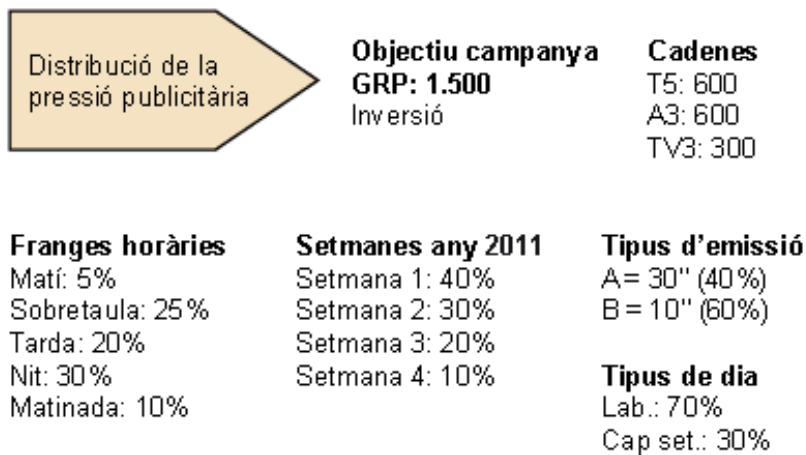 Distribució de la
pressió publicitària
Objectiu campanya
GRP: 1.500
Inversió
Cadenes
T5: 600
A3: 600
TV3: 300
Franges horàries
Matí: 5%
Sobretaula: 25%
Tarda: 20%
Nit: 30%
Matinada: 10%
Setmanes any 2011
Setmana 1: 40%
Setmana 2: 30%
Setmana 3: 20%
Setmana 4: 10%
Tipus d'emissió
A = 30" (40%)
B = 10" (60%)
Tipus de dia
Lab.: 70%
Cap set.: 30%